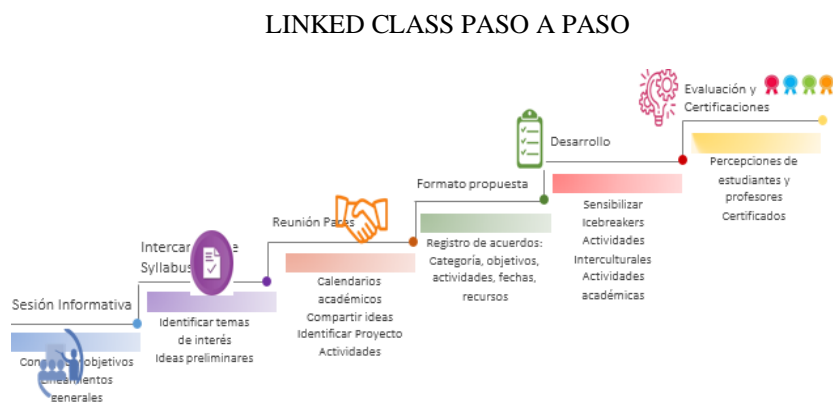 LINKED CLASS PASO A PASO
Sesión Informativa
objetivos
generales
Syllabus
Identificar temas
de interés
Ideas preliminares
Reunión Pares
Calendarios
académicos
Compartir ideas
Identificar Proyecto
Actividades
Formato propuesta
Registro de acuerdos:
Categoría, objetivos,
actividades, fechas,
recursos
Desarrollo
Sensibilizar
Icebreakers
Actividades
Interculturales
Actividades
académicas
Evaluación y
Certificaciones
Percepciones de
estudiantes y
profesores
Certificados